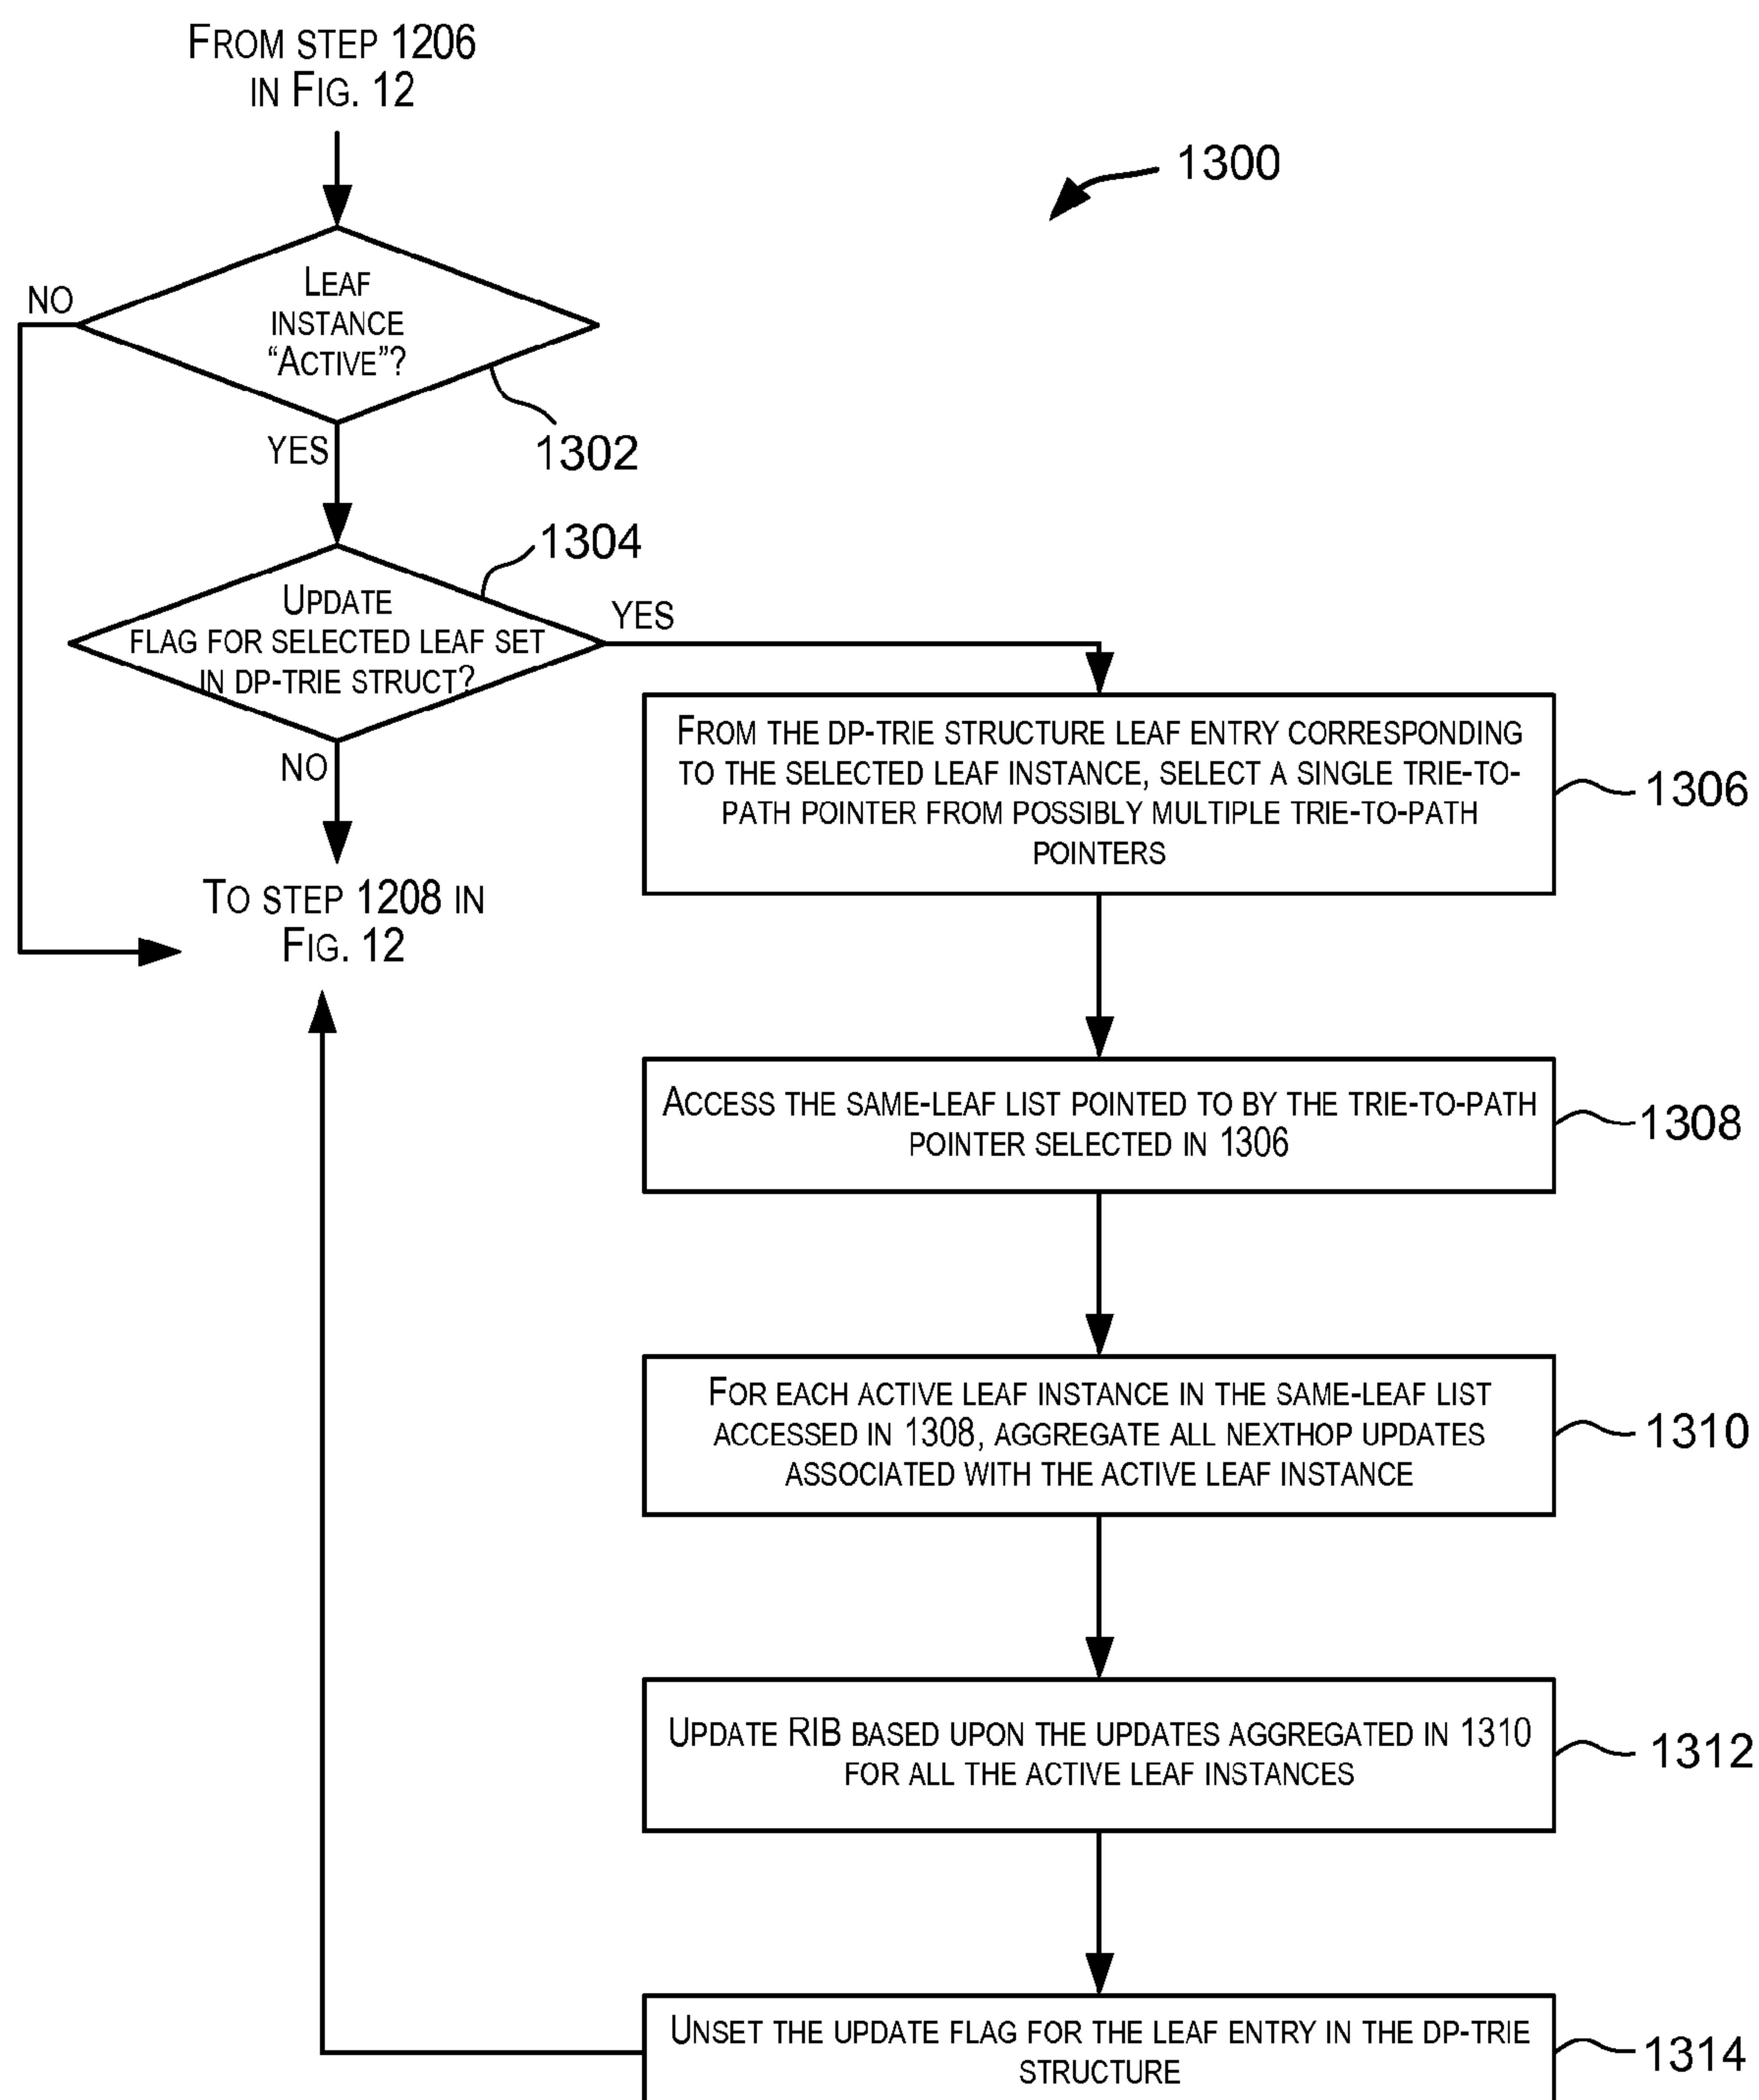 From step 1206
in Fig. 12
1300
Leaf
instance
“Active”?
NO
1302
YES
1304
Update
flag for selected leaf set
in dp-trie struct?
YES
NO
To step 1208 in
Fig. 12
From the dp-trie structure leaf entry corresponding
to the selected leaf instance, select a single trie-to-
path pointer from possibly multiple trie-to-path
pointers
1306
Access the same-leaf list pointed to by the trie-to-path
pointer selected in 1306
1308
For each active leaf instance in the same-leaf list
accessed in 1308, aggregate all nexthop updates
associated with the active leaf instance
1310
Update RIB based upon the updates aggregated in 1310
for all the active leaf instances
1312
Unset the update flag for the leaf entry in the dp-trie
structure
1314